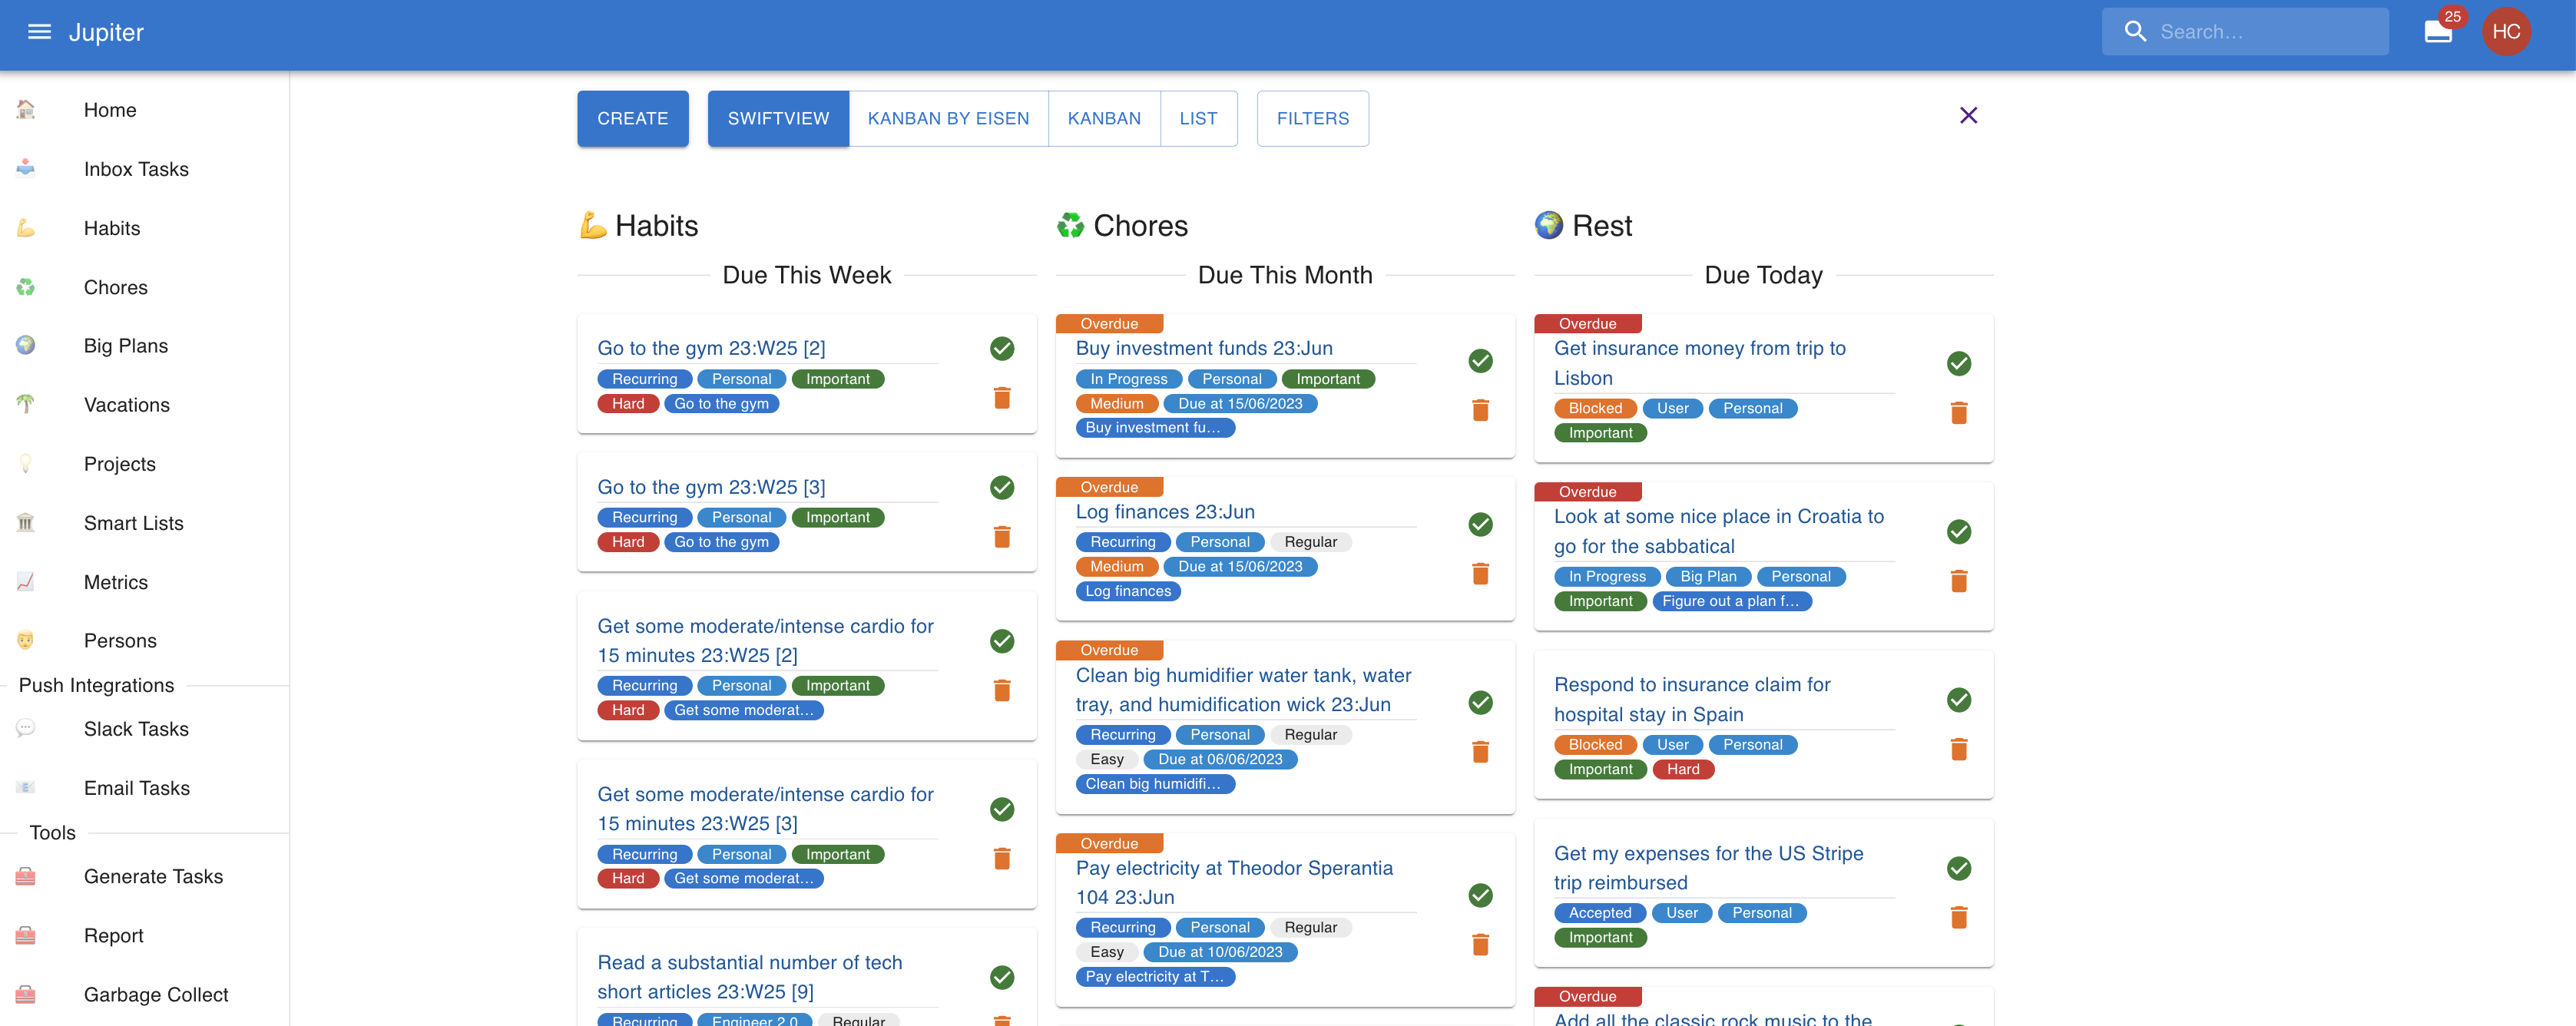 Jupiter
Search...
25
HC
Home
Inbox Tasks
Habits
Chores
Big Plans
Vacations
Projects
Smart Lists
Metrics
Persons
Push Integrations
Slack Tasks
Email Tasks
Tools
Generate Tasks
Report
Garbage Collect
CREATE
SWIFTVIEW
KANBAN BY EISEN
KANBAN
LIST
FILTERS
Habits
Due This Week
Go to the gym 23:W25 [2]
Recurring Personal Important
Hard Go to the gym
Go to the gym 23:W25 [3]
Recurring Personal Important
Hard Go to the gym
Get some moderate/intense cardio for
15 minutes 23:W25 [2]
Recurring Personal Important
Hard Get some moderat...
Get some moderate/intense cardio for
15 minutes 23:W25 [3]
Recurring Personal Important
Hard Get some moderat...
Read a substantial number of tech
short articles 23:W25 [9]
Recurring Engineer 2.0 Regular
Chores
Due This Month
Overdue
Buy investment funds 23:Jun
In Progress Personal Important
Medium Due at 15/06/2023
Buy investment fu...
Overdue
Log finances 23:Jun
Recurring Personal Regular
Medium Due at 15/06/2023
Log finances
Overdue
Clean big humidifier water tank, water
tray, and humidification wick 23:Jun
Recurring Personal Regular
Easy Due at 06/06/2023
Clean big humidifi...
Overdue
Pay electricity at Theodor Sperantia
104 23:Jun
Recurring Personal Regular
Easy Due at 10/06/2023
Pay electricity at T...
Rest
Due Today
Overdue
Get insurance money from trip to
Lisbon
Blocked User Personal
Important
Overdue
Look at some nice place in Croatia to
go for the sabbatical
In Progress Big Plan Personal
Important Figure out a plan f...
Respond to insurance claim for
hospital stay in Spain
Blocked User Personal
Important Hard
Get my expenses for the US Stripe
trip reimbursed
Accepted User Personal
Important
Overdue
Add all the classic rock music to the